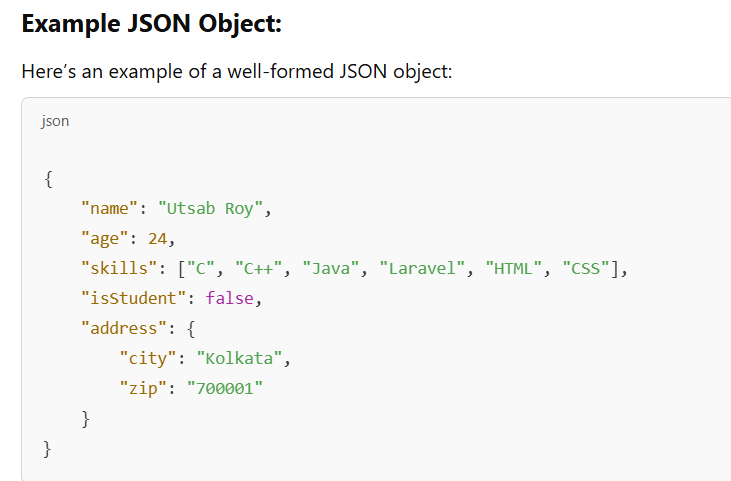 Example JSON Object:
Here’s an example of a well-formed JSON object:
json
{
    "name": "Utsab Roy",
    "age": 24,
    "skills": ["C", "C++", "Java", "Laravel", "HTML", "CSS"],
    "isStudent": false,
    "address": {
        "city": "Kolkata",
        "zip": "700001"
    }
}